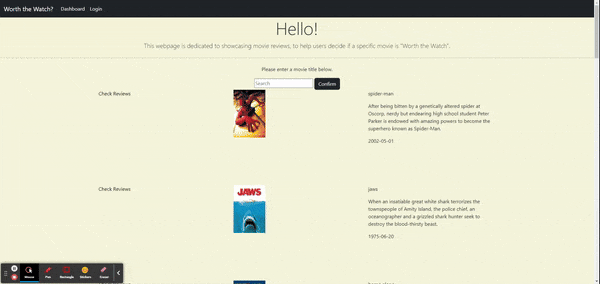 Worth the Watch? Dashboard Login
Hello!
This webpage is dedicated to showcasing movie reviews, to help users decide if a specific movie is "Worth the Watch".
Please enter a movie title below.
Search Confirm
Check Reviews
spider-man
After being bitten by a genetically altered spider at
Oscorp, nerdy but endearing high school student Peter
Parker is endowed with amazing powers to become the
superhero known as Spider-Man.
2002-05-01
Check Reviews
JAWS
jaws
When an insatiable great white shark terrorizes the
townspeople of Amity Island, the police chief, an
oceanographer and a grizzled shark hunter seek to
destroy the blood-thirsty beast.
1975-06-20
Mouse Pen Rectangle Stickers Eraser